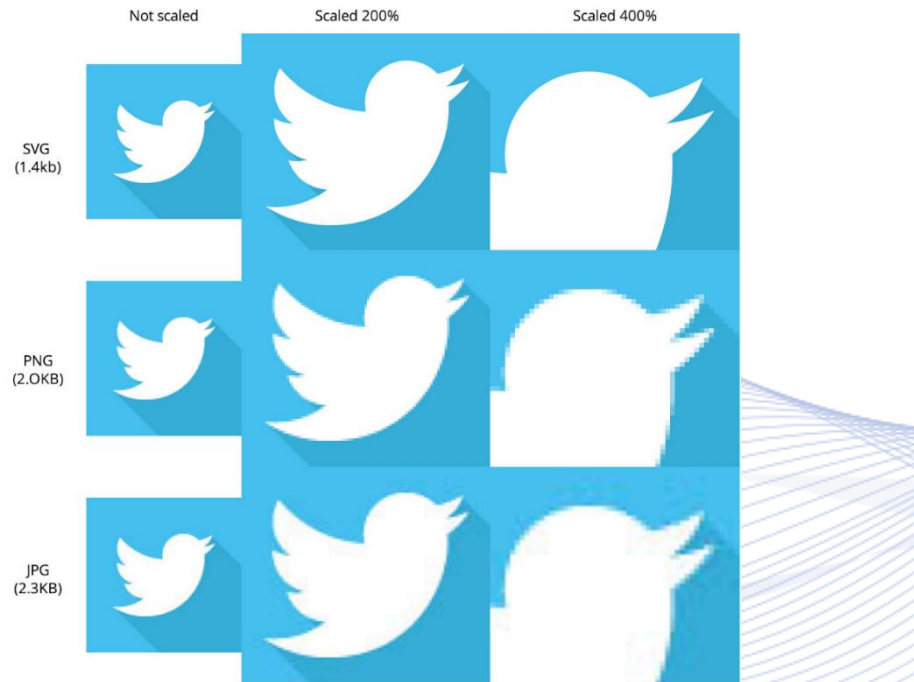 Not scaled
Scaled 200%
Scaled 400%
SVG
(1.4kb)
PNG
(2.OKB)
JPG
(2.3KB)